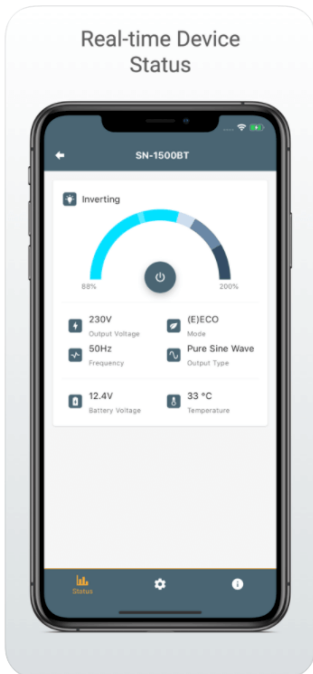 Real-time Device
Status
SN-1500BT
Inverting
88%
200%
230V
Output Voltage
(E)ECO
Mode
50Hz
Frequency
Pure Sine Wave
Output Type
12.4V
Battery Voltage
33 °C
Temperature
Status